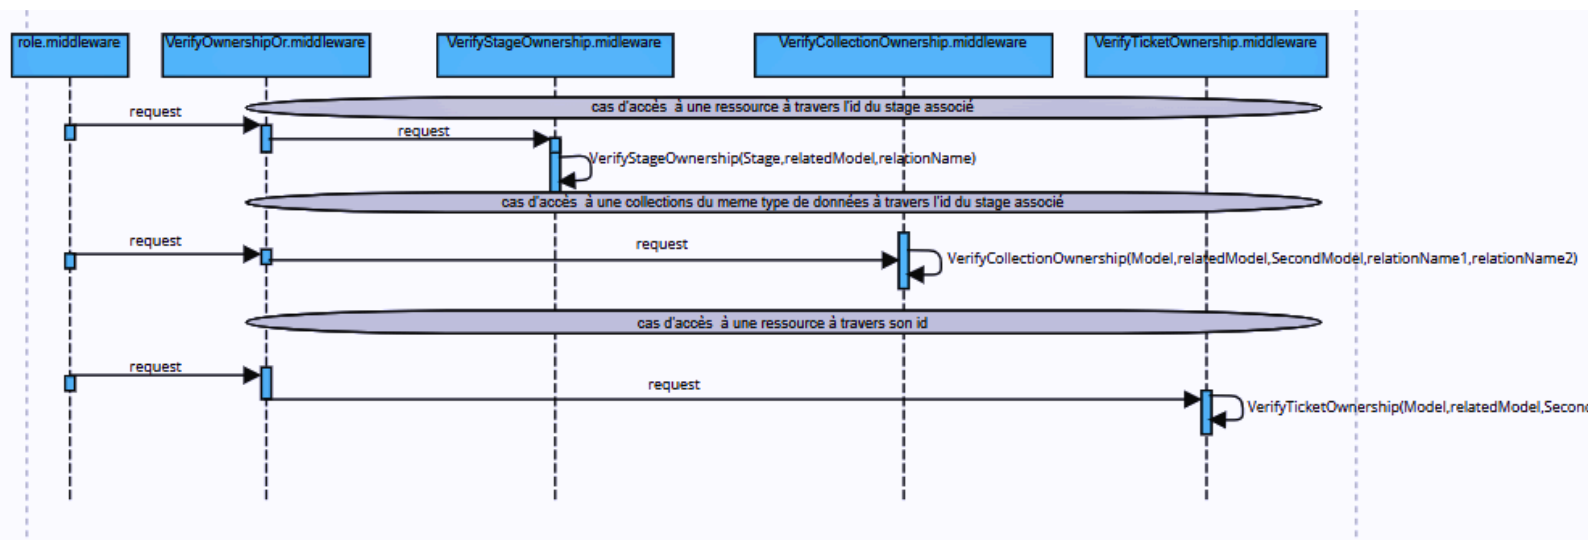 role.middleware
VerifyOwnershipOr.middleware
VerifyStageOwnership.midleware
VerifyCollectionOwnership.middleware
VerifyTicketOwnership.middleware
cas d'accès à une ressource à travers l'id du stage associé
request
request
VerifyStageOwnership(Stage,relatedModel,relationName)
cas d'accès à une collections du meme type de données à travers l'id du stage associé
request
request
VerifyCollectionOwnership(Model,relatedModel,SecondModel,relationName1,relationName2)
cas d'accès à une ressource à travers son id
request
request
VerifyTicketOwnership(Model,relatedModel,Second